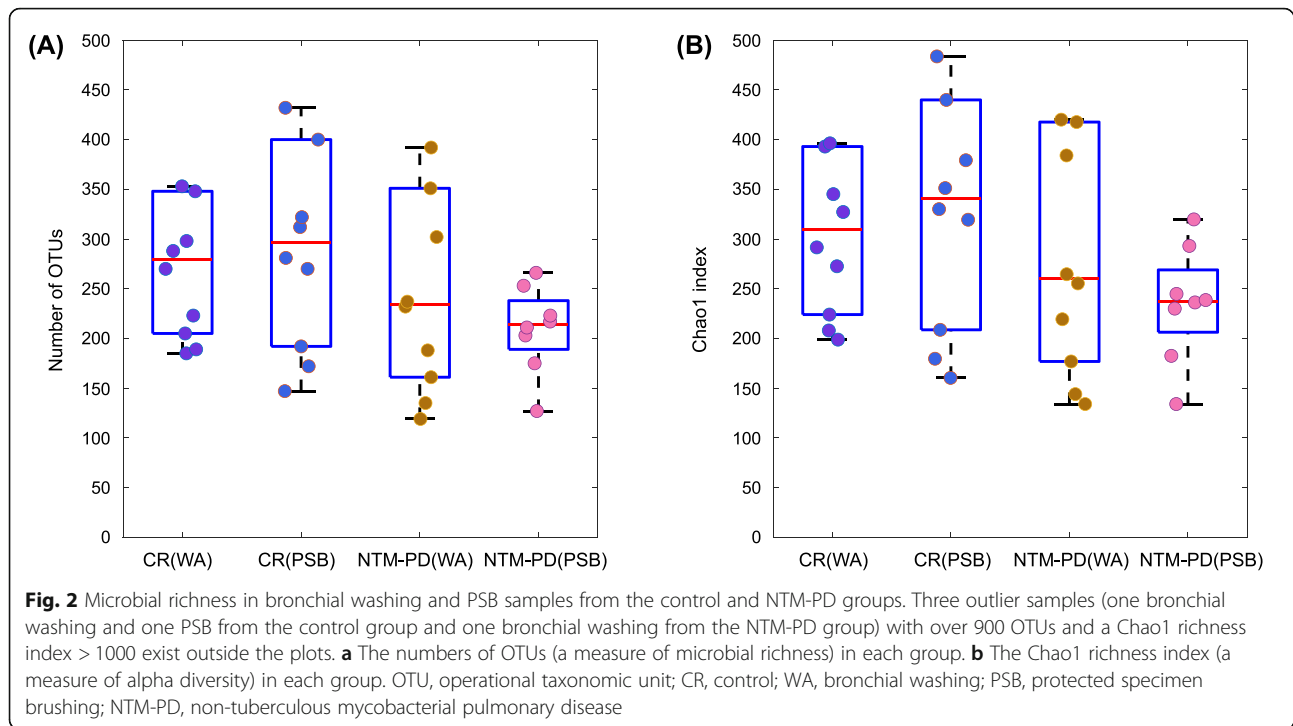 (A)
500
450
400
350
300
250
200
150
100
50
0
Number of OTUs
CR(WA) CR(PSB) NTM-PD(WA) NTM-PD(PSB)
(B)
500
450
400
350
300
250
200
150
100
50
0
Chao1 index
CR(WA) CR(PSB) NTM-PD(WA) NTM-PD(PSB)
Fig. 2 Microbial richness in bronchial washing and PSB samples from the control and NTM-PD groups. Three outlier samples (one bronchial
washing and one PSB from the control group and one bronchial washing from the NTM-PD group) with over 900 OTUs and a Chao1 richness
index > 1000 exist outside the plots. a The numbers of OTUs (a measure of microbial richness) in each group. b The Chao1 richness index (a
measure of alpha diversity) in each group. OTU, operational taxonomic unit; CR, control; WA, bronchial washing; PSB, protected specimen
brushing; NTM-PD, non-tuberculous mycobacterial pulmonary disease